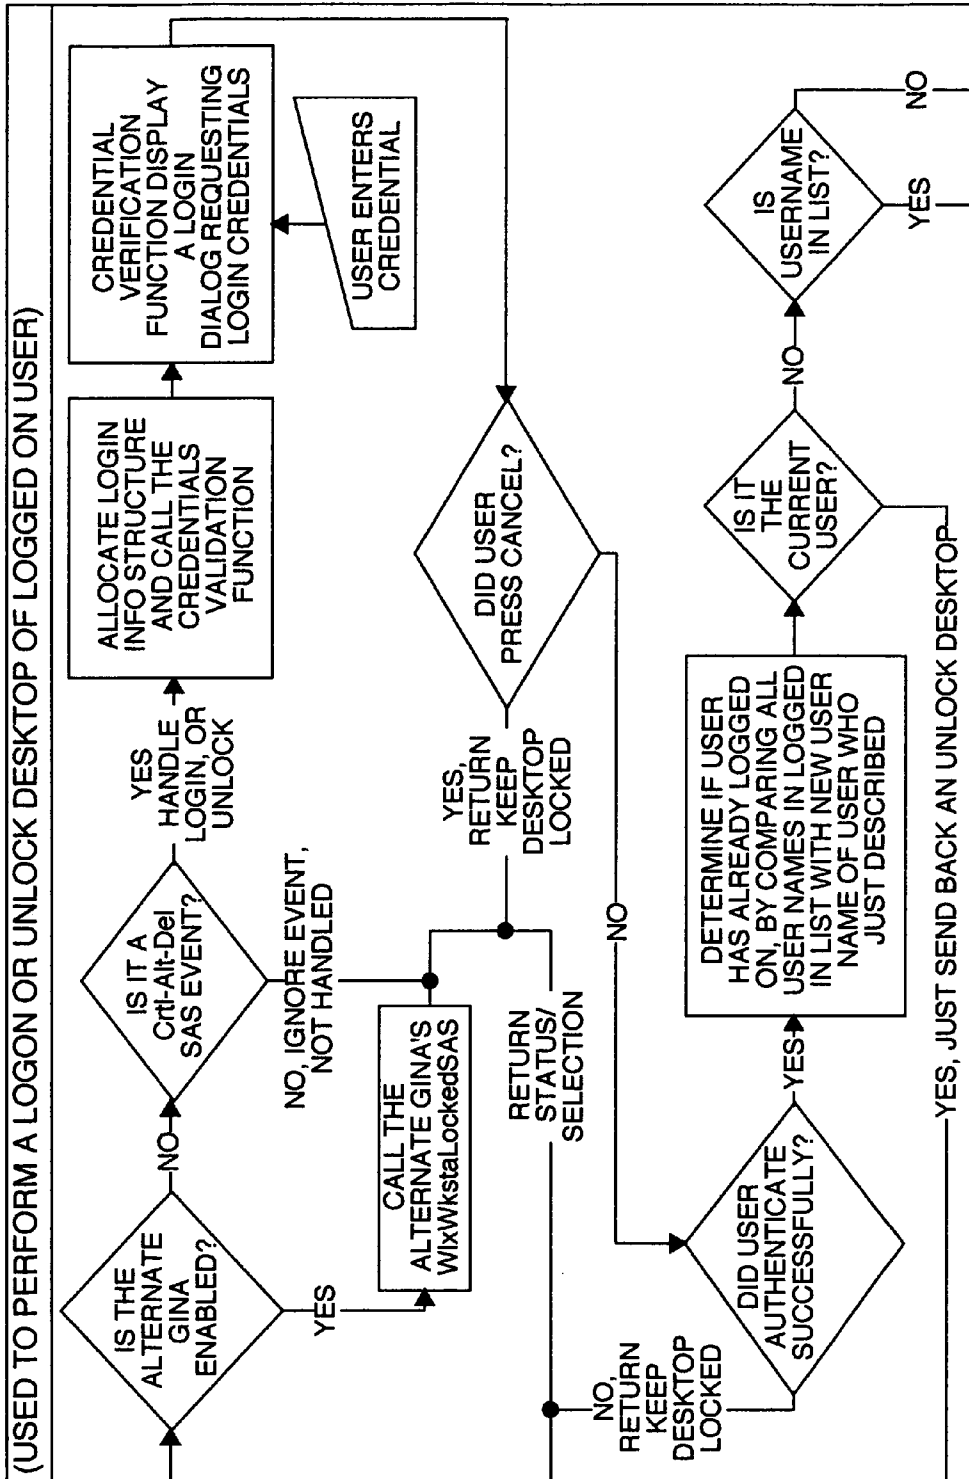 (USED TO PERFORM A LOGON OR UNLOCK DESKTOP OF LOGGED ON USER)
IS THE
ALTERNATE
GINA
ENABLED?
NO
YES
IS IT A
Crtl-Alt-Del
SAS EVENT?
YES
HANDLE
LOGIN, OR
UNLOCK
NO, IGNORE EVENT,
NOT HANDLED
ALLOCATE LOGIN
INFO STRUCTURE
AND CALL THE
CREDENTIALS
VALIDATION
FUNCTION
CREDENTIAL
VERIFICATION
FUNCTION DISPLAY
A LOGIN
DIALOG REQUESTING
LOGIN CREDENTIALS
USER ENTERS
CREDENTIAL
CALL THE
ALTERNATE GINA'S
WlxWkstaLockedSAS
DID USER
PRESS CANCEL?
YES,
RETURN
KEEP
DESKTOP
LOCKED
RETURN
STATUS/
SELECTION
NO
DID USER
AUTHENTICATE
SUCCESSFULLY?
NO,
RETURN
KEEP
DESKTOP
LOCKED
YES
DETERMINE IF USER
HAS ALREADY LOGGED
ON, BY COMPARING ALL
USER NAMES IN LOGGED
IN LIST WITH NEW USER
NAME OF USER WHO
JUST DESCRIBED
IS IT
THE
CURRENT
USER?
NO
IS
USERNAME
IN LIST?
YES
NO
YES, JUST SEND BACK AN UNLOCK DESKTOP